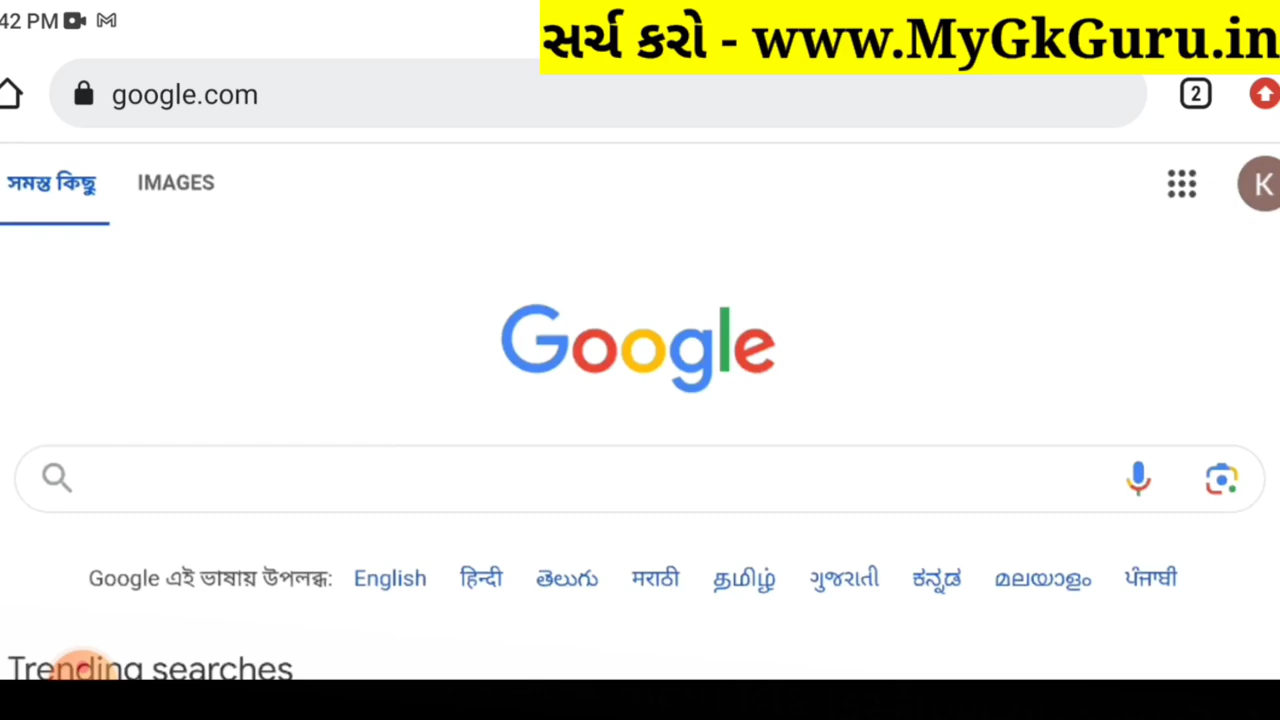 42 PM
સર્ચ કરો - www.MyGkGuru.in
google.com
2
সমস্ত কিছু IMAGES
K
Google
Google এই ভাষায় উপলব্ধ: English हिन्दी తెలుగు मराठी தமிழ் ગુજરાતી ಕನ್ನಡ മലയാളം ਪੰਜਾਬੀ
Trending searches